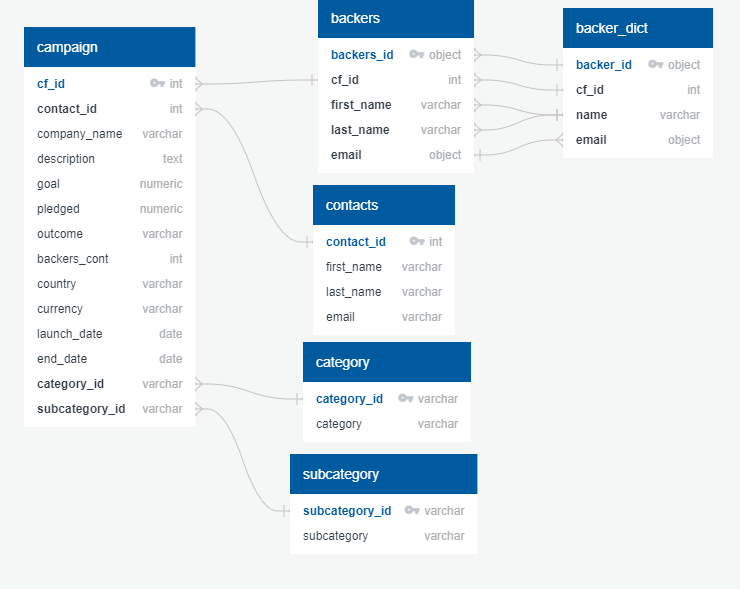 campaign
cf_id int
contact_id int
company_name varchar
description text
goal numeric
pledged numeric
outcome varchar
backers_cont int
country varchar
currency varchar
launch_date date
end_date date
category_id varchar
subcategory_id varchar
backers
backers_id object
cf_id int
first_name varchar
last_name varchar
email object
backer_dict
backer_id object
cf_id int
name varchar
email object
contacts
contact_id int
first_name varchar
last_name varchar
email varchar
category
category_id varchar
category varchar
subcategory
subcategory_id varchar
subcategory varchar